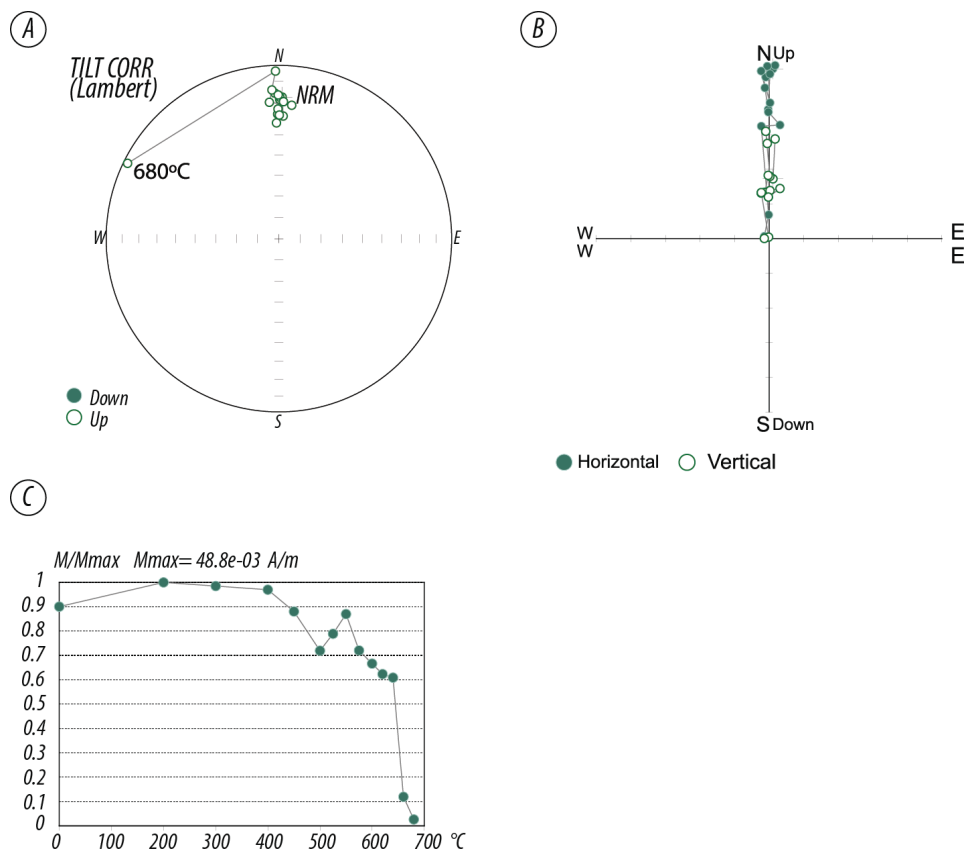 A
B
TILT CORR
(Lambert)
N
NRM
680ºC
W
E
S
Down
Up
N Up
W
E
W
E
S Down
Horizontal
Vertical
C
M/Mmax Mmax= 48.8e-03 A/m
1
0.9
0.8
0.7
0.6
0.5
0.4
0.3
0.2
0.1
0
0 100 200 300 400 500 600 700 ºC